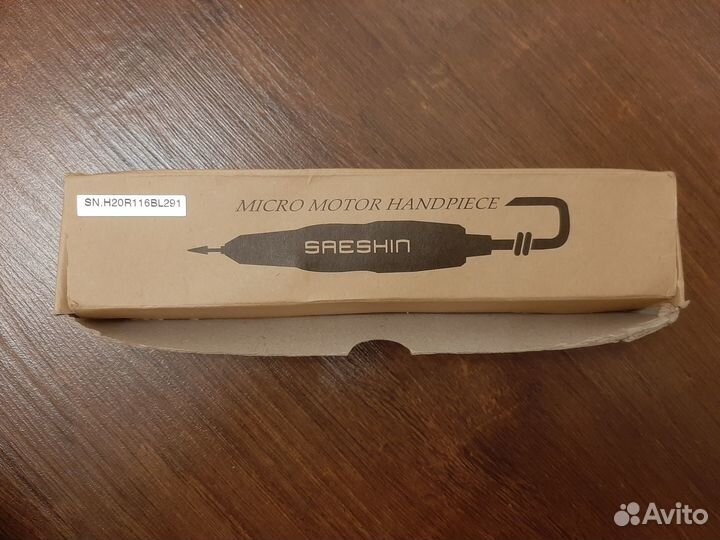 SN.H20R116BL291
MICRO MOTOR HANDPIECE
SAESHIN
Avito